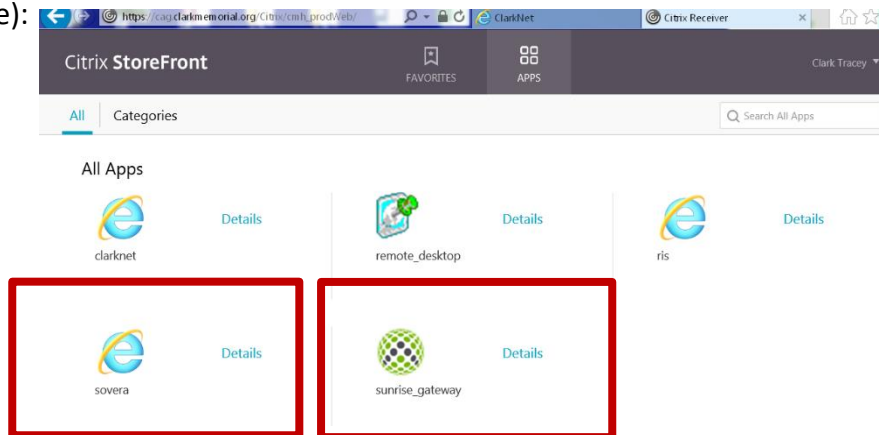 e):
https://cag.clarkmemorial.org/Citrix/cmh_prodWeb/ ClarkNet Citrix Receiver
Citrix StoreFront FAVORITES APPS Clark Tracey
All Categories Search All Apps
All Apps
Details Details Details
clarknet remote_desktop ris
Details Details
sovera sunrise_gateway